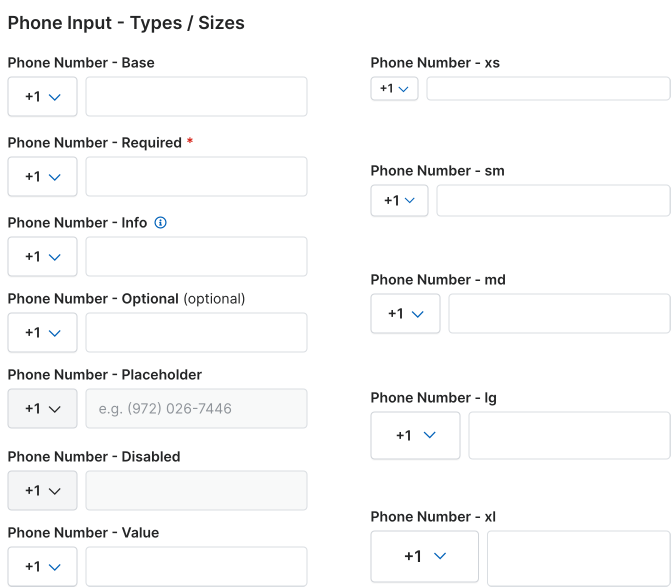 Phone Input - Types / Sizes
Phone Number - Base
+1
Phone Number - Required *
+1
Phone Number - Info
+1
Phone Number - Optional (optional)
+1
Phone Number - Placeholder
+1 e.g. (972) 026-7446
Phone Number - Disabled
+1
Phone Number - Value
+1
Phone Number - xs
+1
Phone Number - sm
+1
Phone Number - md
+1
Phone Number - lg
+1
Phone Number - xl
+1